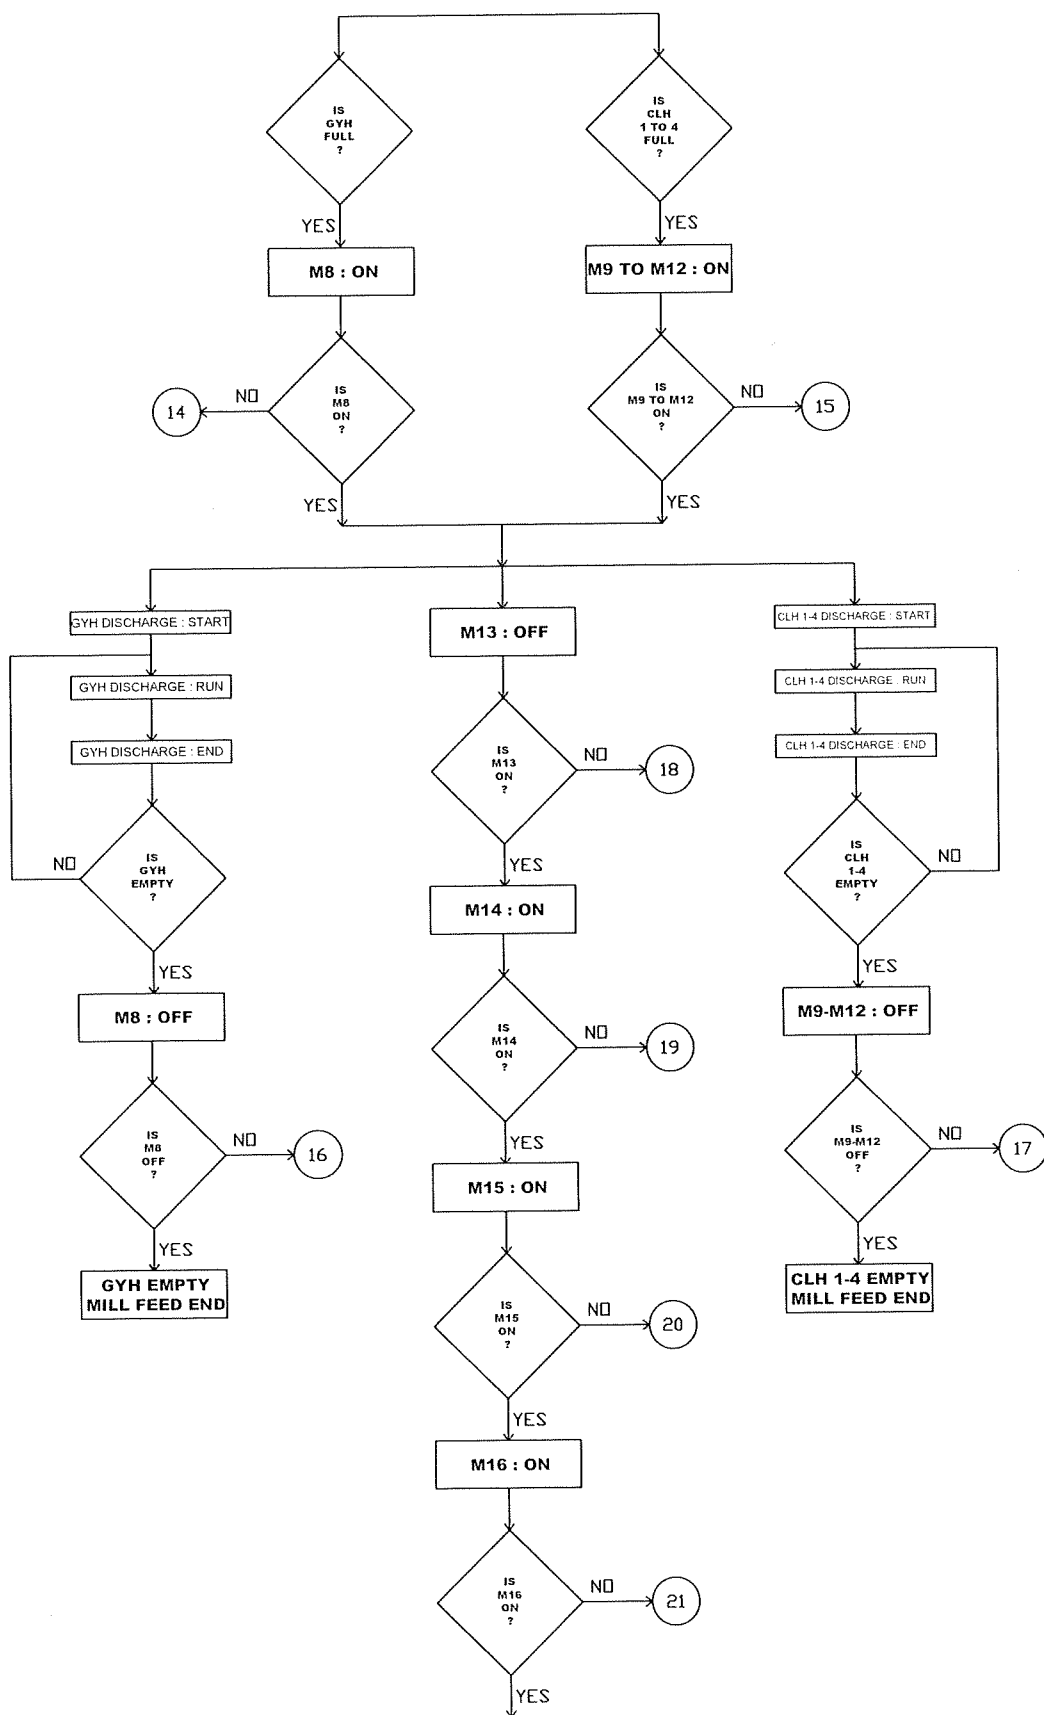 IS
GYH
FULL
?
IS
CLH
1 TO 4
FULL
?
YES
YES
M8 : ON
M9 TO M12 : ON
IS
M8
ON
?
NO
14
IS
M9 TO M12
ON
?
NO
15
YES
YES
GYH DISCHARGE : START
GYH DISCHARGE : RUN
GYH DISCHARGE : END
IS
GYH
EMPTY
?
NO
YES
M8 : OFF
IS
M8
OFF
?
NO
16
YES
GYH EMPTY
MILL FEED END
M13 : OFF
IS
M13
ON
?
NO
18
YES
M14 : ON
IS
M14
ON
?
NO
19
YES
M15 : ON
IS
M15
ON
?
NO
20
YES
M16 : ON
IS
M16
ON
?
NO
21
YES
CLH 1-4 DISCHARGE : START
CLH 1-4 DISCHARGE : RUN
CLH 1-4 DISCHARGE : END
IS
CLH
1-4
EMPTY
?
NO
YES
M9-M12 : OFF
IS
M9-M12
OFF
?
NO
17
YES
CLH 1-4 EMPTY
MILL FEED END